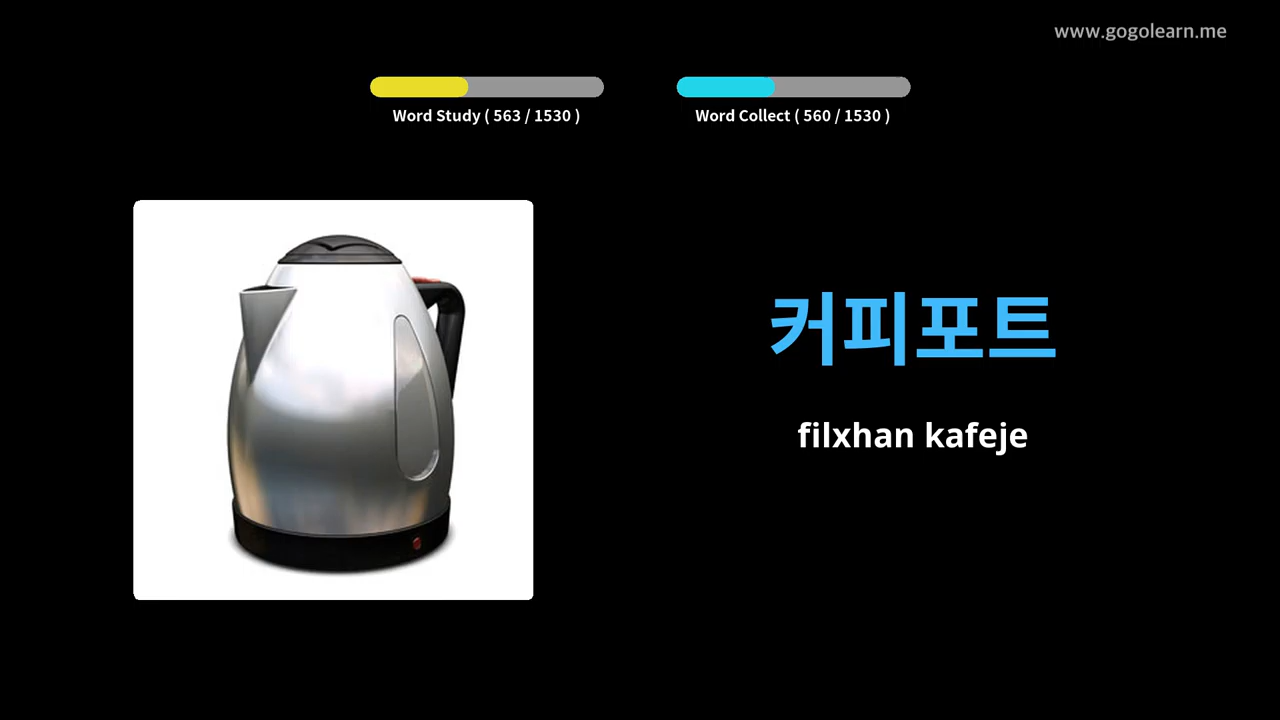 www.gogolearn.me
Word Study ( 563 / 1530 )
Word Collect ( 560 / 1530 )
커피포트
filxhan kafeje